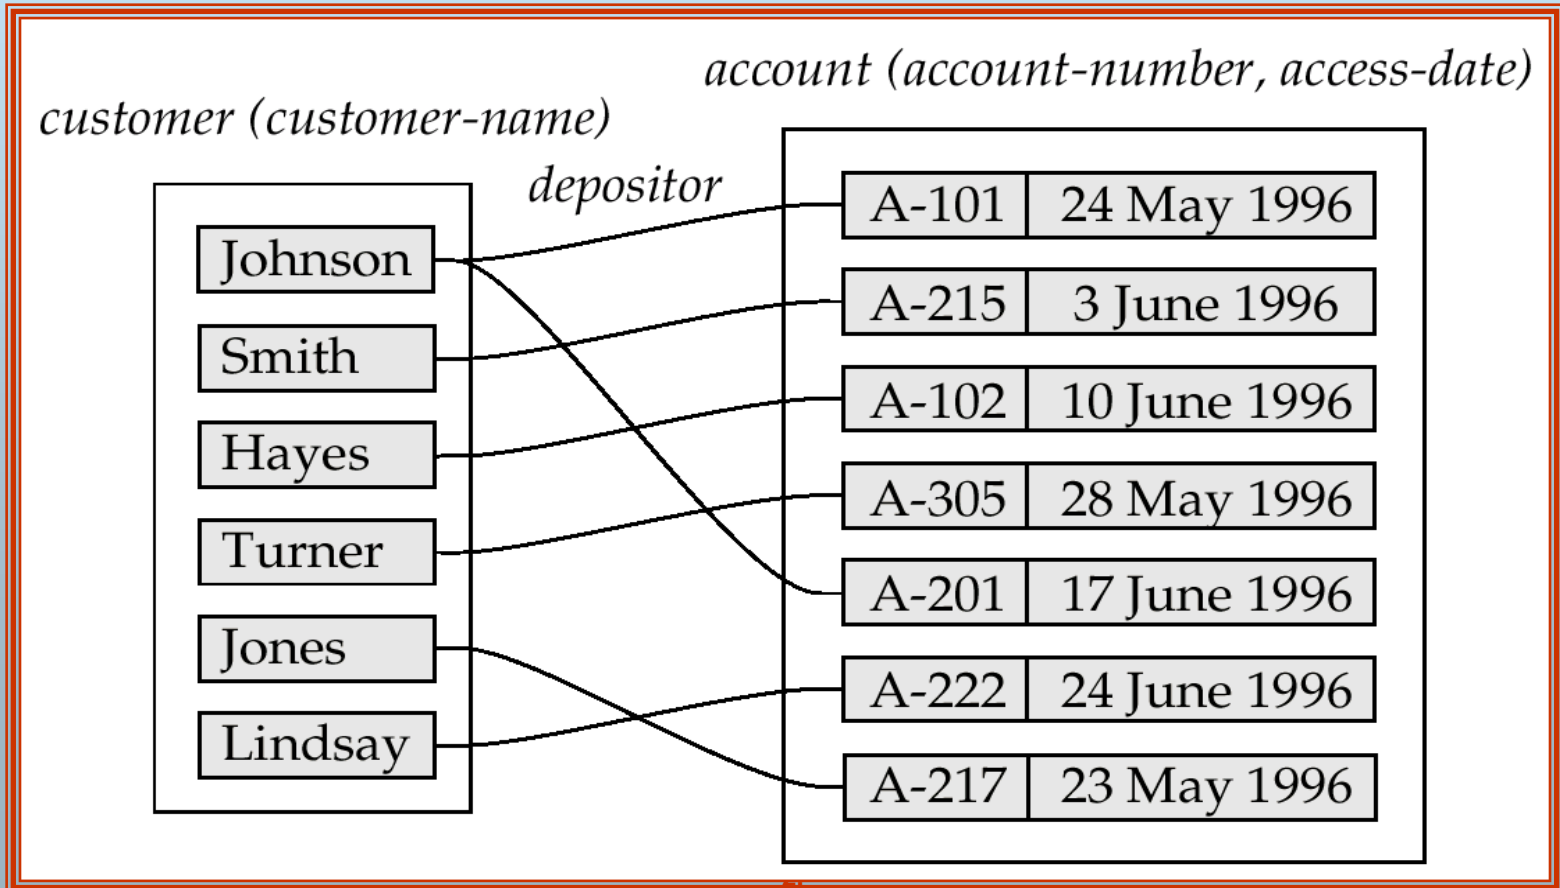 account (account-number, access-date)
customer (customer-name)
depositor
Johnson
Smith
Hayes
Turner
Jones
Lindsay
A-101 24 May 1996
A-215 3 June 1996
A-102 10 June 1996
A-305 28 May 1996
A-201 17 June 1996
A-222 24 June 1996
A-217 23 May 1996